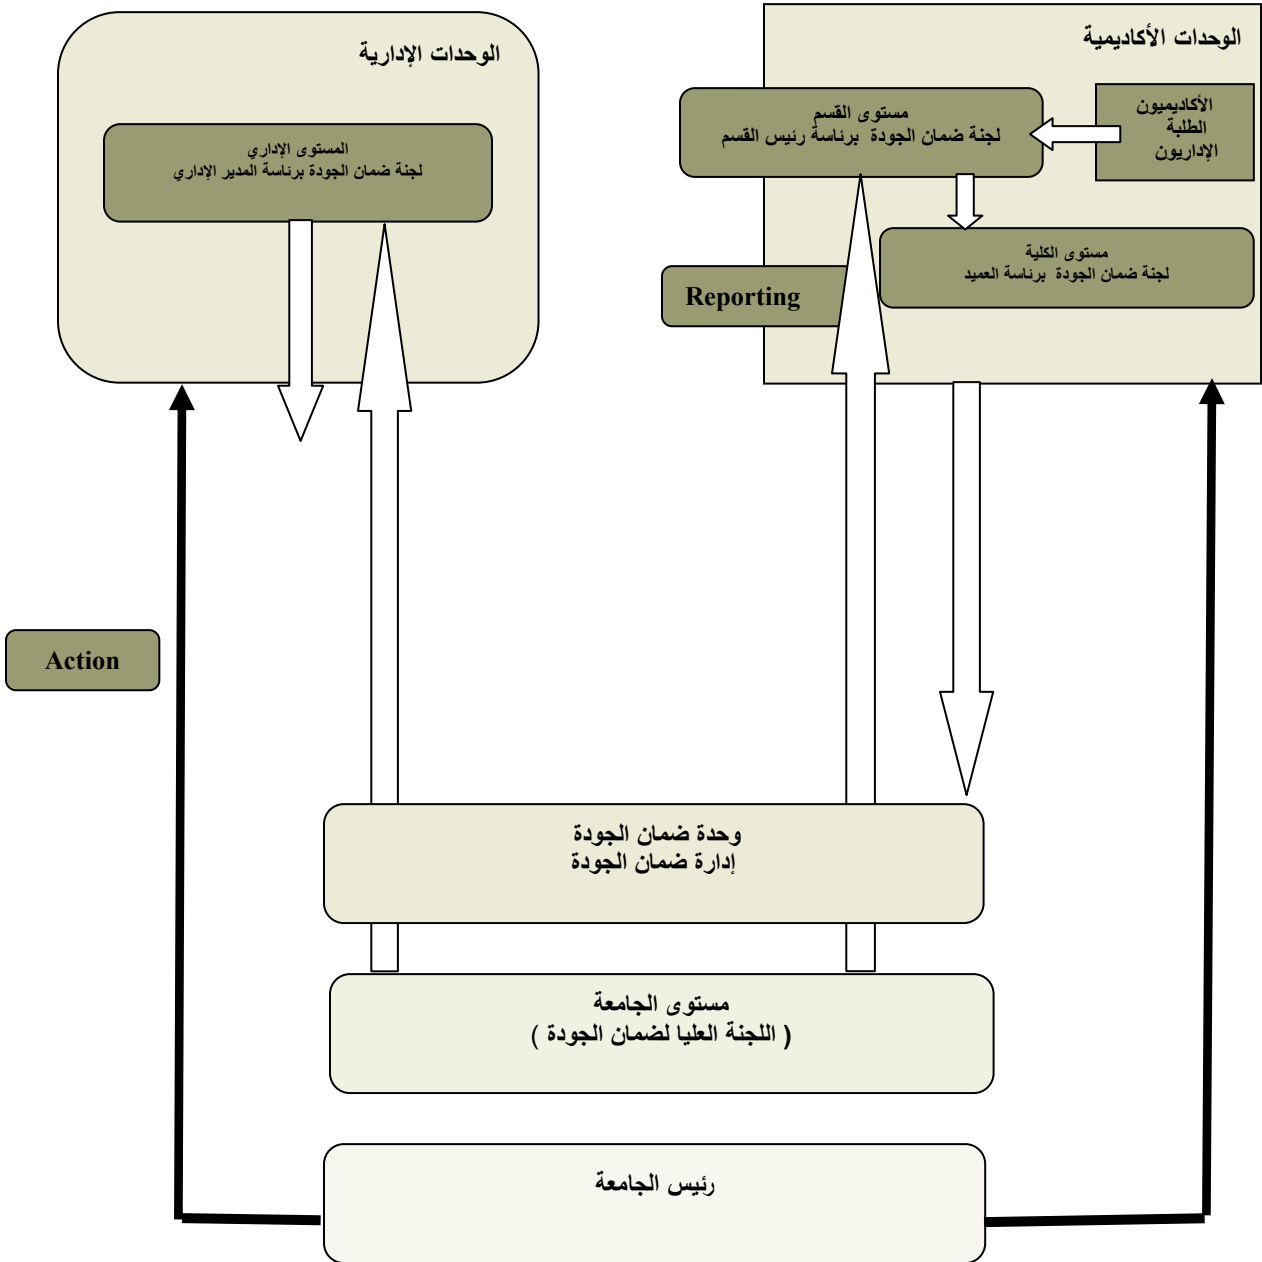 الوحدات الأكاديمية
الوحدات الإدارية
الأكاديميون
الطلبة
الإداريون
مستوى القسم
لجنة ضمان الجودة برئاسة رئيس القسم
المستوى الإداري
لجنة ضمان الجودة برئاسة المدير الإداري
مستوى الكلية
لجنة ضمان الجودة برئاسة العميد
Reporting
Action
وحدة ضمان الجودة
إدارة ضمان الجودة
مستوى الجامعة
( اللجنة العليا لضمان الجودة )
رئيس الجامعة